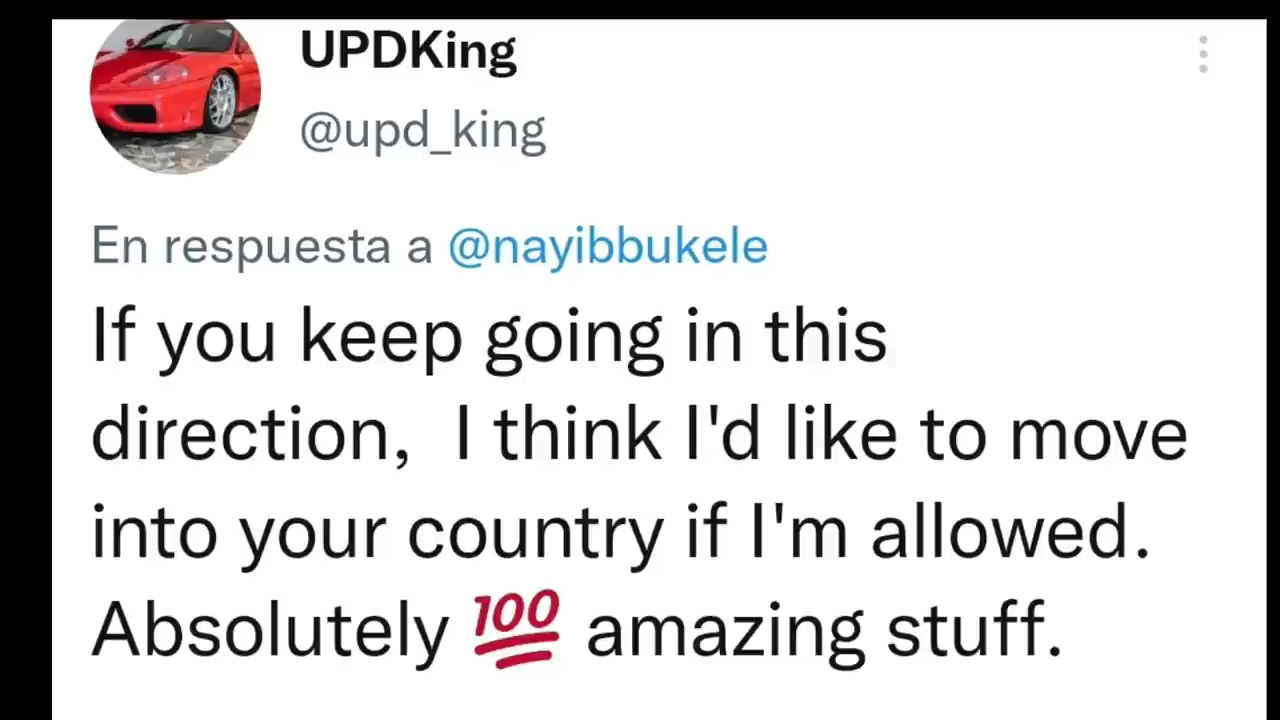 UPDKing
@upd_king
En respuesta a @nayibbukele
If you keep going in this
direction,  I think I'd like to move
into your country if I'm allowed.
Absolutely 💯 amazing stuff.